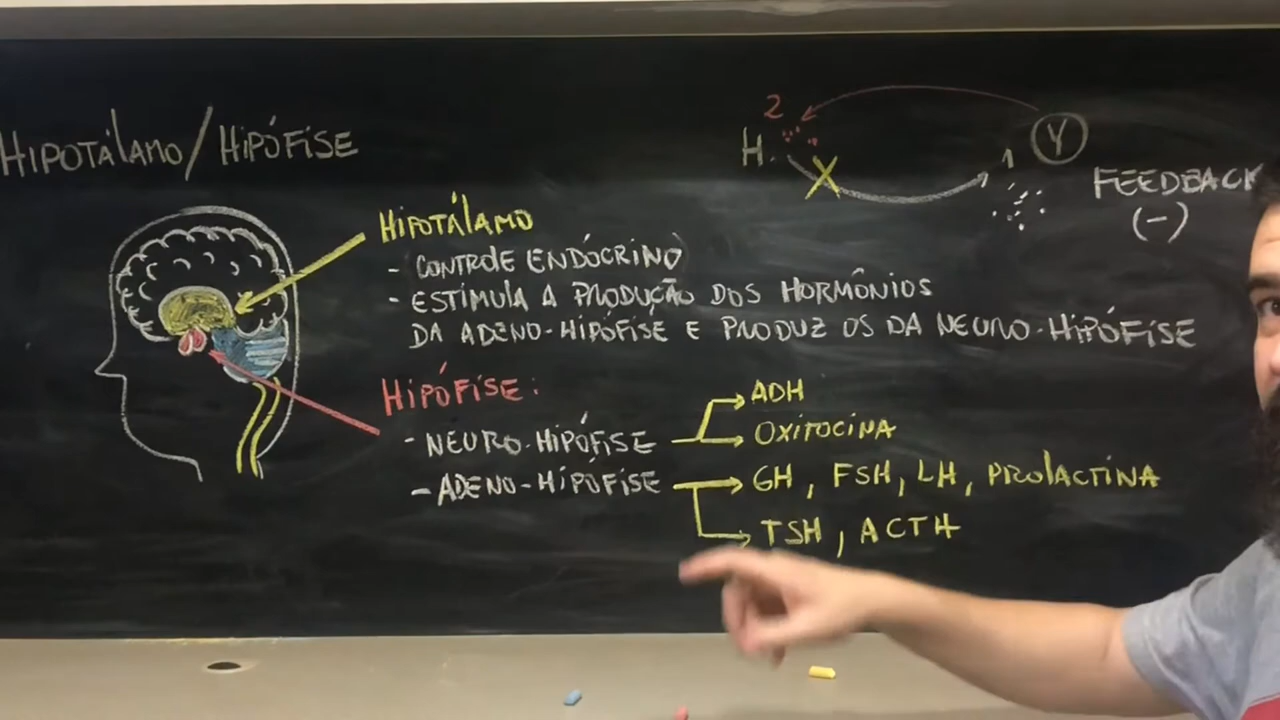 HIPOTÁLAMO/HIPÓFISE
2
H.
Y
1
X
FEEDBACK
(-)
HIPOTÁLAMO
- CONTROLE ENDÓCRINO
- ESTIMULA A PRODUÇÃO DOS HORMÔNIOS
DA ADENO-HIPÓFISE E PRODUZ OS DA NEURO-HIPÓFISE
HIPÓFISE:
- NEURO-HIPÓFISE
ADH
OXITOCINA
- ADENO-HIPÓFISE
GH, FSH, LH, PROLACTINA
TSH, ACTH